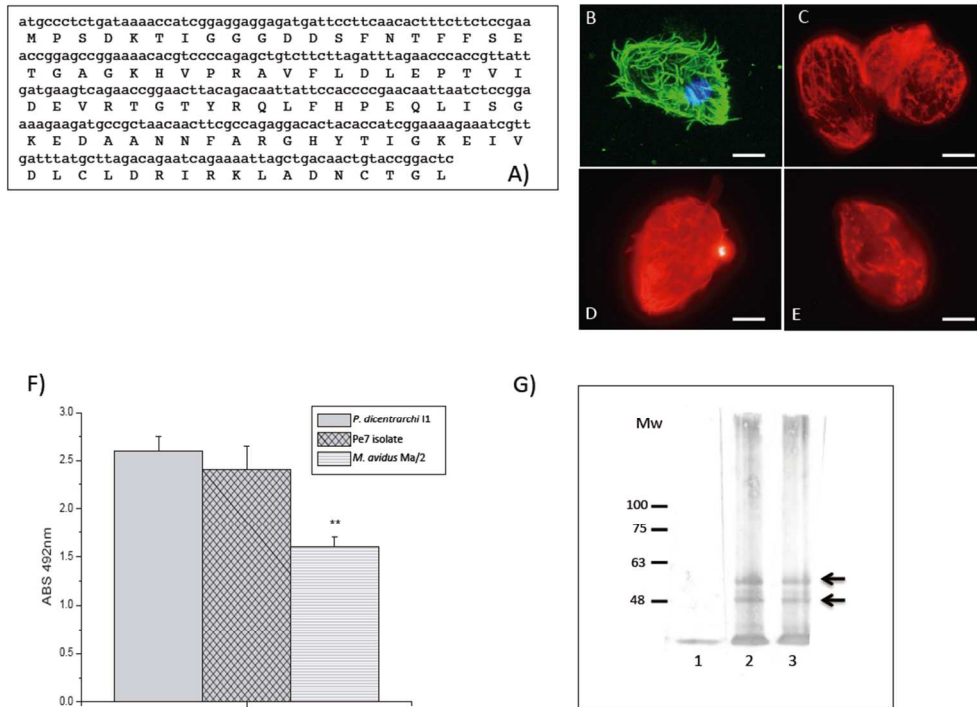 atgccctctgataaaaccatcggaggaggagatgattccttcaacactttcttctccgaa
M P S D K T I G G G D D S F N T F F S E
accggagccggaaaacacgtccccagagctgtcttcttagatttagaacccaccgttatt
T G A G K H V P R A V F L D L E P T V I
gatgaagtcagaaccggaacttacagacaattattccacccccgaacaattaatctccgga
D E V R T G T Y R Q L F H P E Q L I S G
aaagaagatgccgctaacaacttcgccagaggacactacaccatcggaaaagaaatcgtt
K E D A A N N F A R G H Y T I G K E I V
gatttatgcttagacagaatcagaaaattagctgacaactgtaccggactc
D L C L D R I R K L A D N C T G L
A)
B
C
D
E
F)
3.0
2.5
2.0
1.5
1.0
0.5
0.0
ABS 492nm
P. dicentrarchi I1
Pe7 isolate
M. avidus Ma/2
**
G)
Mw
100
75
63
48
1 2 3